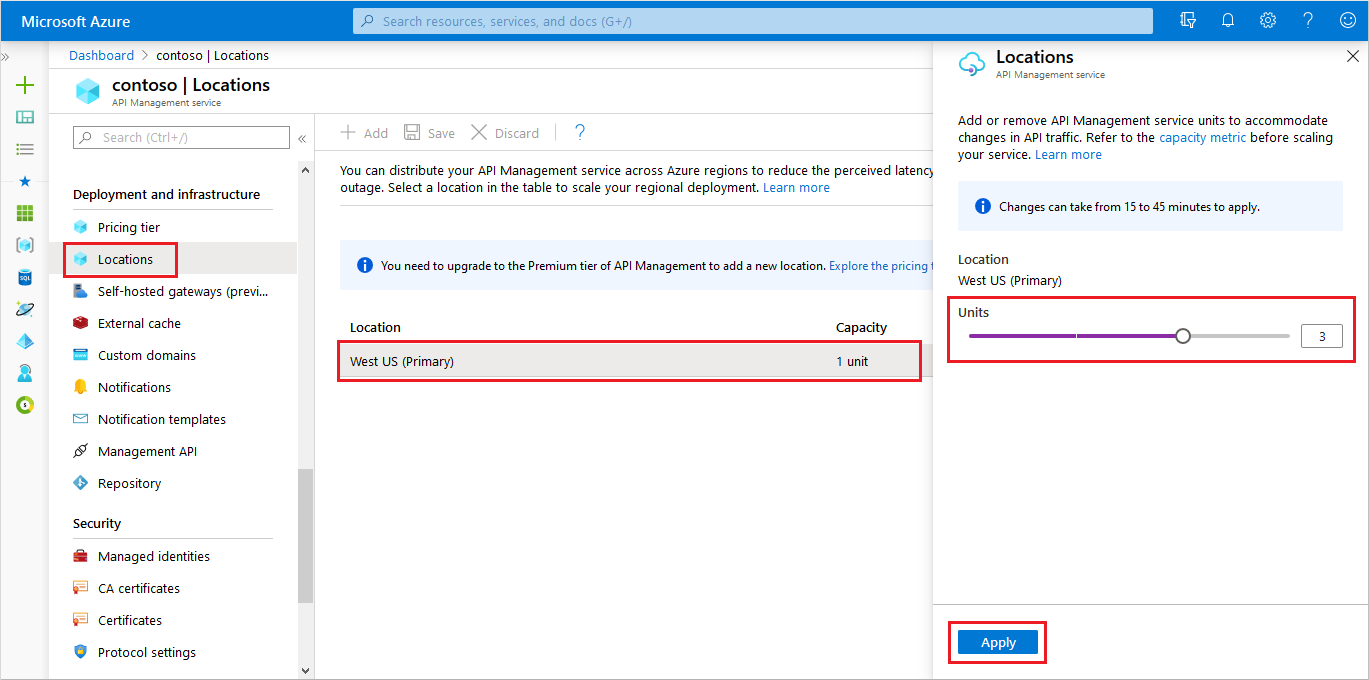 Microsoft Azure
Search resources, services, and docs (G+/)
Dashboard > contoso | Locations
contoso | Locations
API Management service
Search (Ctrl+/)
Deployment and infrastructure
Pricing tier
Locations
Self-hosted gateways (previ...
External cache
Custom domains
Notifications
Notification templates
Management API
Repository
Security
Managed identities
CA certificates
Certificates
Protocol settings
Add Save Discard ?
You can distribute your API Management service across Azure regions to reduce the perceived latency
outage. Select a location in the table to scale your regional deployment. Learn more
You need to upgrade to the Premium tier of API Management to add a new location. Explore the pricing
Location Capacity
West US (Primary) 1 unit
Locations
API Management service
Add or remove API Management service units to accommodate
changes in API traffic. Refer to the capacity metric before scaling
your service. Learn more
Changes can take from 15 to 45 minutes to apply.
Location
West US (Primary)
Units
3
Apply